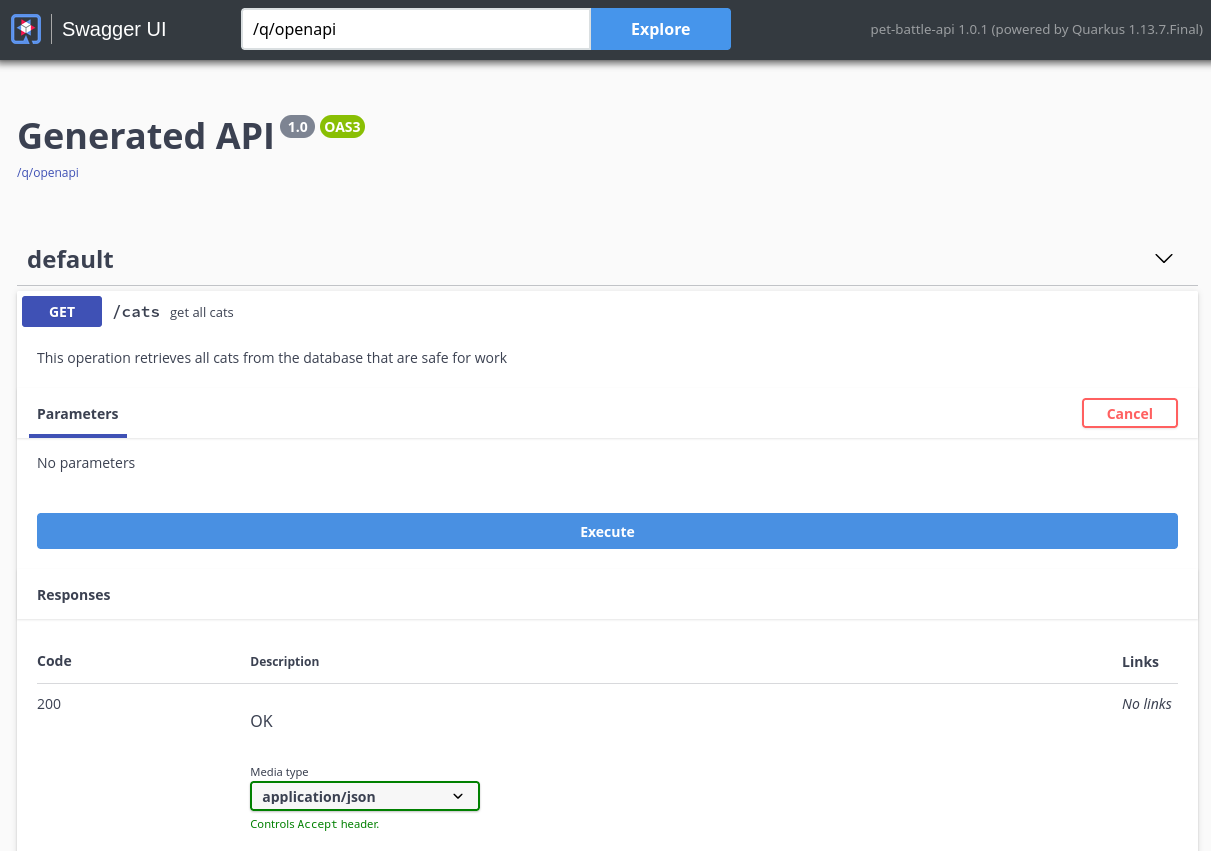 Swagger UI
/q/openapi
Explore
pet-battle-api 1.0.1 (powered by Quarkus 1.13.7.Final)
Generated API 1.0 OAS3
/q/openapi
default
GET /cats get all cats
This operation retrieves all cats from the database that are safe for work
Parameters
Cancel
No parameters
Execute
Responses
Code Description Links
200
OK
No links
Media type
application/json
Controls Accept header.